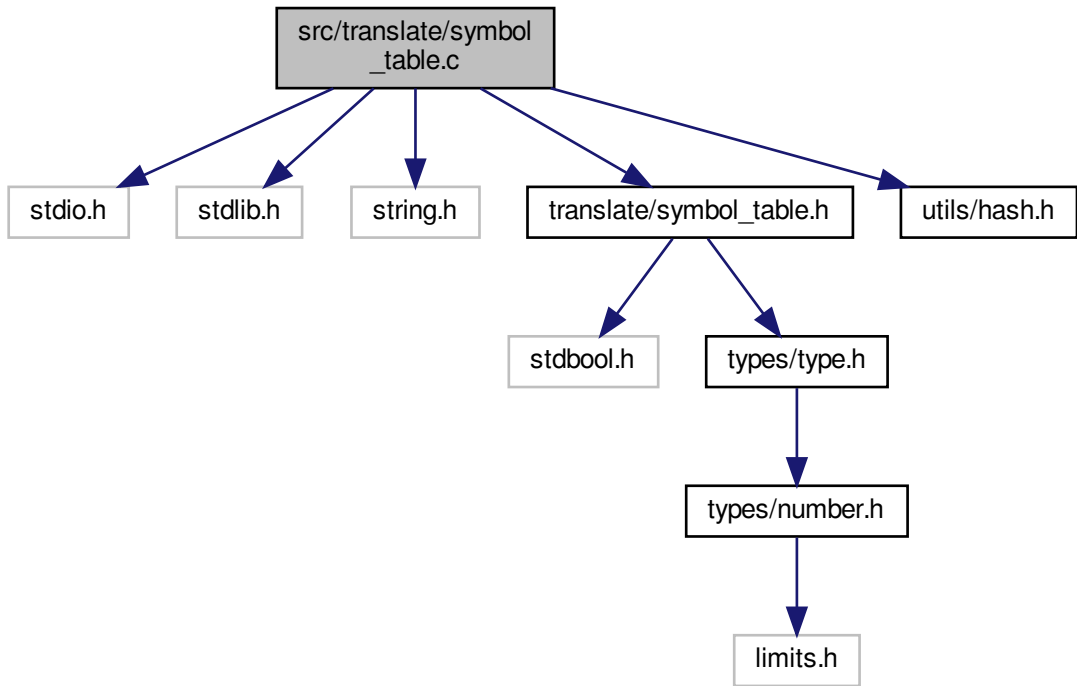 src/translate/symbol
_table.c
stdio.h
stdlib.h
string.h
translate/symbol_table.h
utils/hash.h
stdbool.h
types/type.h
types/number.h
limits.h